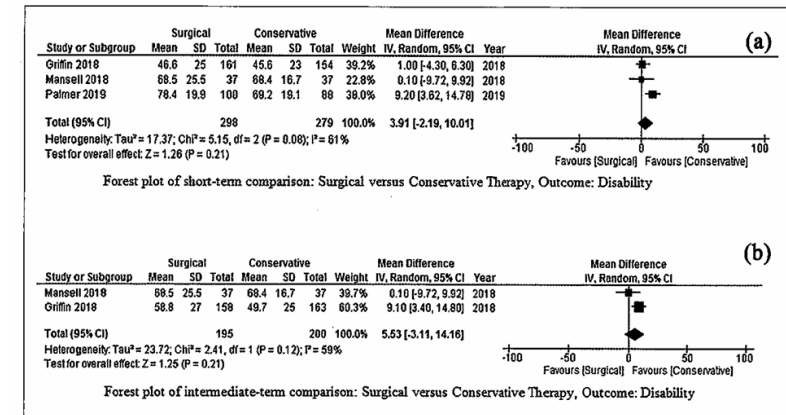 (a)
Surgical Conservative Mean Difference Mean Difference
Study or Subgroup Mean SD Total Mean SD Total Weight IV, Random, 95% CI Year IV, Random, 95% CI
Griffin 2018 46.6 25 161 45.6 23 154 39.2% 1.00 [-4.30, 6.30] 2018
Mansell 2018 68.5 25.5 37 68.4 16.7 37 22.8% 0.10 [-9.72, 9.92] 2018
Palmer 2019 78.4 19.9 100 69.2 19.1 88 38.0% 9.20 [3.62, 14.78] 2019
Total (95% CI) 298 279 100.0% 3.91 [-2.19, 10.01]
Heterogeneity: Tau² = 17.37; Chi² = 5.15, df = 2 (P = 0.08); I² = 61%
Test for overall effect: Z = 1.26 (P = 0.21)
-100 -50 0 50 100
Favours [Surgical] Favours [Conservative]
Forest plot of short-term comparison: Surgical versus Conservative Therapy, Outcome: Disability
(b)
Surgical Conservative Mean Difference Mean Difference
Study or Subgroup Mean SD Total Mean SD Total Weight IV, Random, 95% CI Year IV, Random, 95% CI
Mansell 2018 68.5 25.5 37 68.4 16.7 37 39.7% 0.10 [-9.72, 9.92] 2018
Griffin 2018 58.8 27 158 49.7 25 163 60.3% 9.10 [3.40, 14.80] 2018
Total (95% CI) 195 200 100.0% 5.53 [-3.11, 14.16]
Heterogeneity: Tau² = 23.72; Chi² = 2.41, df = 1 (P = 0.12); I² = 59%
Test for overall effect: Z = 1.25 (P = 0.21)
-100 -50 0 50 100
Favours [Surgical] Favours [Conservative]
Forest plot of intermediate-term comparison: Surgical versus Conservative Therapy, Outcome: Disability